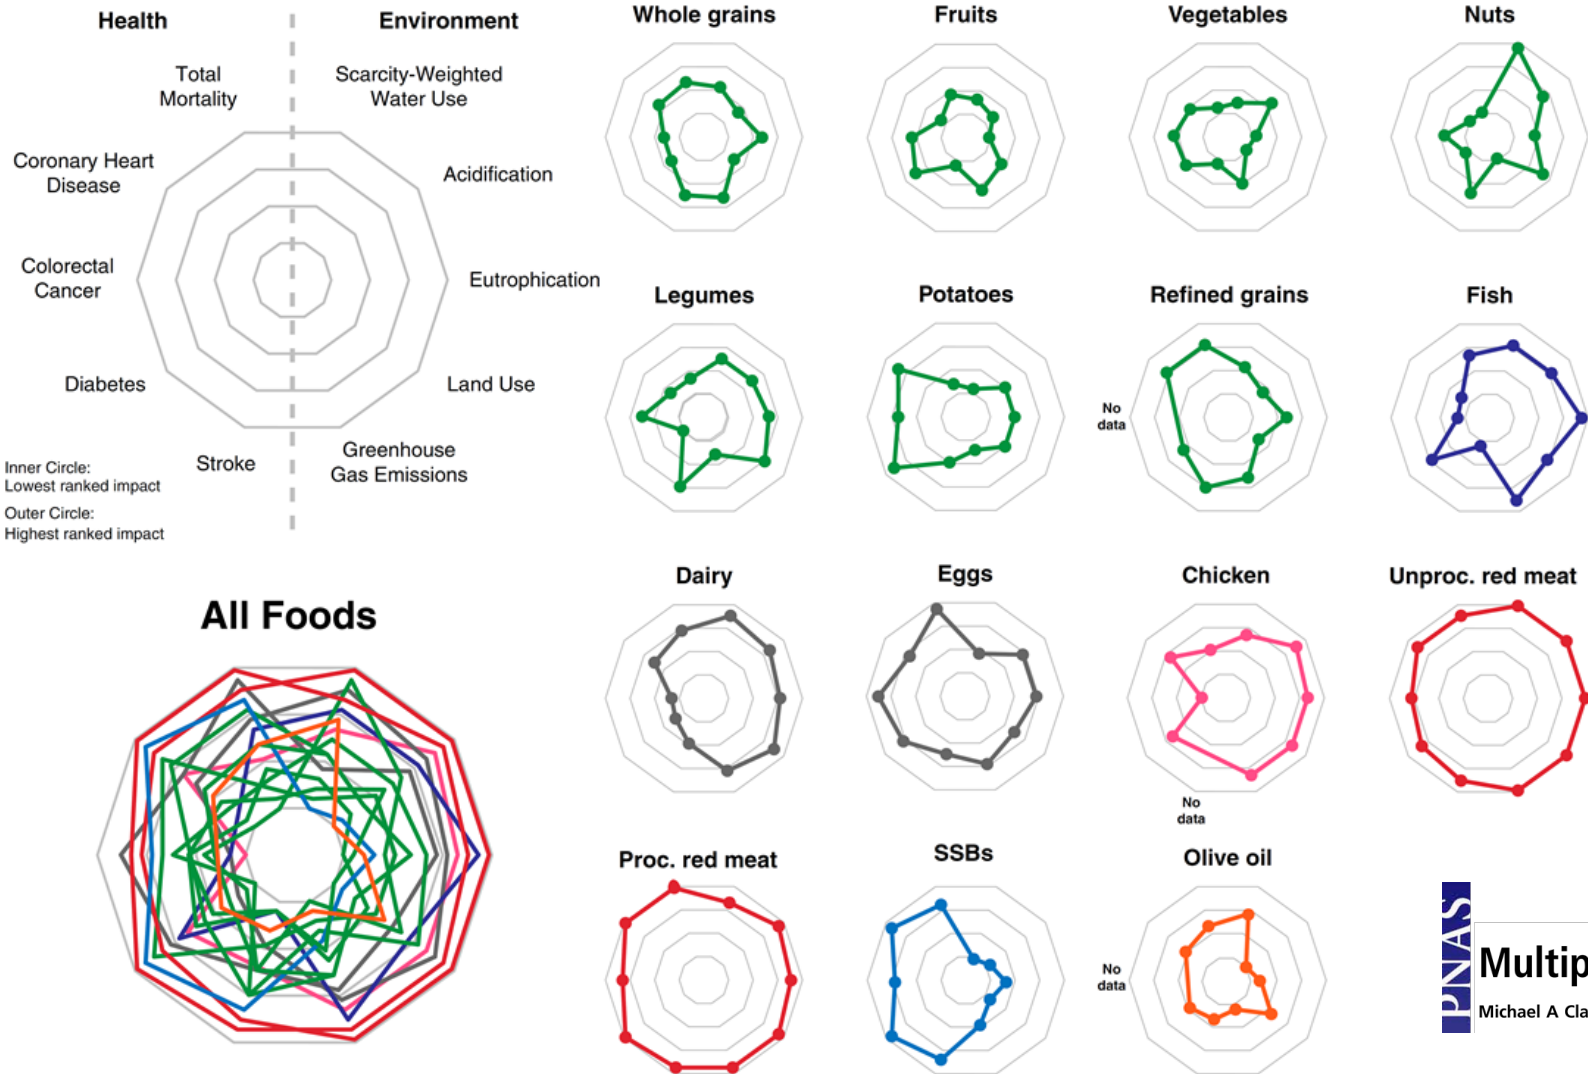 Health
Environment
Total
Mortality
Scarcity-Weighted
Water Use
Coronary Heart
Disease
Acidification
Colorectal
Cancer
Eutrophication
Diabetes
Land Use
Stroke
Greenhouse
Gas Emissions
Inner Circle:
Lowest ranked impact
Outer Circle:
Highest ranked impact
Whole grains
Fruits
Vegetables
Nuts
Legumes
Potatoes
Refined grains
Fish
No
data
Dairy
Eggs
Chicken
Unproc. red meat
No
data
All Foods
Proc. red meat
SSBs
Olive oil
No
data
PNAS
Multip
Michael A Cla